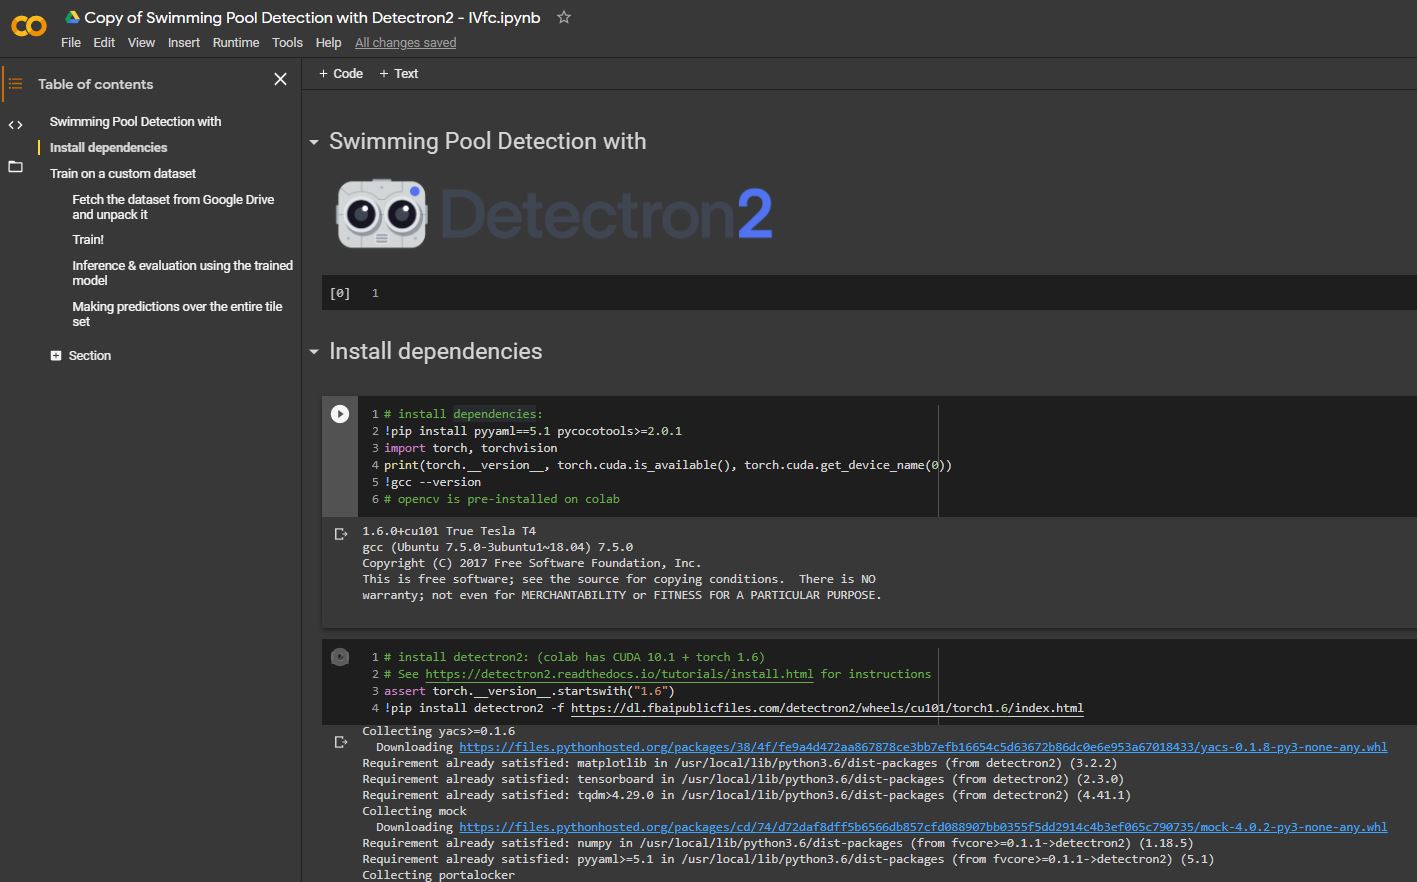 Copy of Swimming Pool Detection with Detectron2 - IVfc.ipynb
File Edit View Insert Runtime Tools Help All changes saved
Table of contents
Swimming Pool Detection with
Install dependencies
Train on a custom dataset
Fetch the dataset from Google Drive
and unpack it
Train!
Inference & evaluation using the trained
model
Making predictions over the entire tile
set
Section
+ Code + Text
Swimming Pool Detection with
Detectron2
[0] 1
Install dependencies
1 # install dependencies:
2 !pip install pyyaml==5.1 pycocotools>=2.0.1
3 import torch, torchvision
4 print(torch.__version__, torch.cuda.is_available(), torch.cuda.get_device_name(0))
5 !gcc --version
6 # opencv is pre-installed on colab
1.6.0+cu101 True Tesla T4
gcc (Ubuntu 7.5.0-3ubuntu1~18.04) 7.5.0
Copyright (C) 2017 Free Software Foundation, Inc.
This is free software; see the source for copying conditions.  There is NO
warranty; not even for MERCHANTABILITY or FITNESS FOR A PARTICULAR PURPOSE.
1 # install detectron2: (colab has CUDA 10.1 + torch 1.6)
2 # See https://detectron2.readthedocs.io/tutorials/install.html for instructions
3 assert torch.__version__.startswith("1.6")
4 !pip install detectron2 -f https://dl.fbaipublicfiles.com/detectron2/wheels/cu101/torch1.6/index.html
Collecting yacs>=0.1.6
Downloading https://files.pythonhosted.org/packages/38/4f/fe9a4d472aa867878ce3bb7efb16654c5d63672b86dc0e6e953a67018433/yacs-0.1.8-py3-none-any.whl
Requirement already satisfied: matplotlib in /usr/local/lib/python3.6/dist-packages (from detectron2) (3.2.2)
Requirement already satisfied: tensorboard in /usr/local/lib/python3.6/dist-packages (from detectron2) (2.3.0)
Requirement already satisfied: tqdm>4.29.0 in /usr/local/lib/python3.6/dist-packages (from detectron2) (4.41.1)
Collecting mock
Downloading https://files.pythonhosted.org/packages/cd/74/d72daf8dff5b6566db857cfd088907bb0355f5dd2914c4b3ef065c790735/mock-4.0.2-py3-none-any.whl
Requirement already satisfied: numpy in /usr/local/lib/python3.6/dist-packages (from fvcore>=0.1.1->detectron2) (1.18.5)
Requirement already satisfied: pyyaml>=5.1 in /usr/local/lib/python3.6/dist-packages (from fvcore>=0.1.1->detectron2) (5.1)
Collecting portalocker